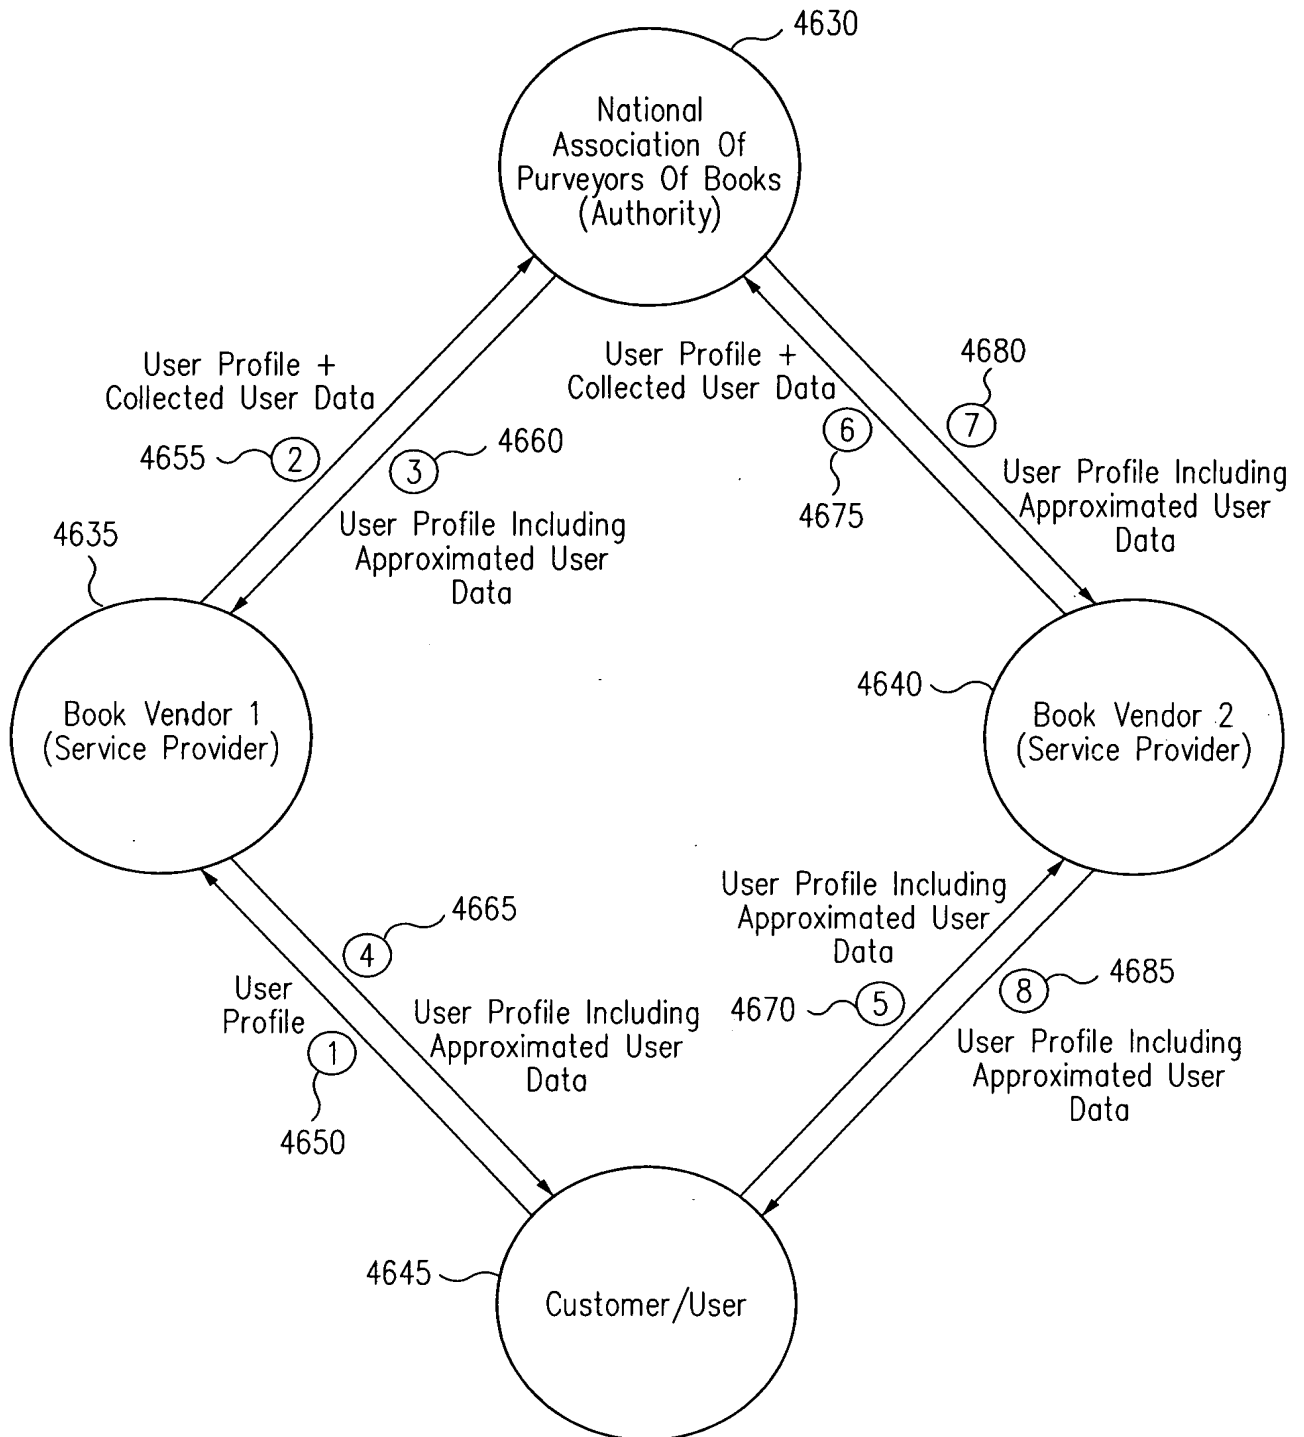 4630
National
Association Of
Purveyors Of Books
(Authority)
User Profile +
Collected User Data
4655
2
3
4660
User Profile Including
Approximated User
Data
User Profile +
Collected User Data
6
4675
4680
7
User Profile Including
Approximated User
Data
4635
Book Vendor 1
(Service Provider)
4640
Book Vendor 2
(Service Provider)
4665
4
User
Profile
1
4650
User Profile Including
Approximated User
Data
User Profile Including
Approximated User
Data
4670
5
8
4685
User Profile Including
Approximated User
Data
4645
Customer/User